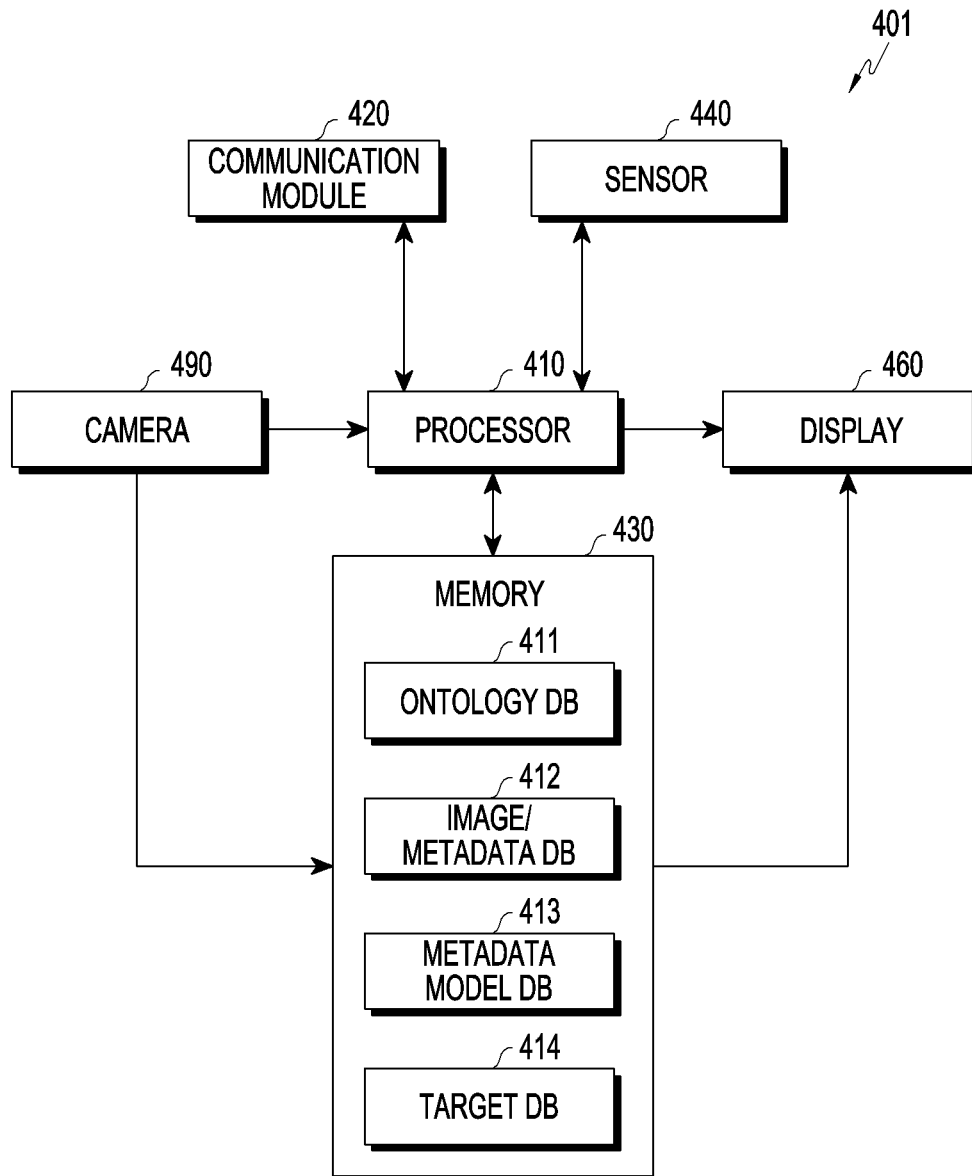 401
420
COMMUNICATION
MODULE
440
SENSOR
490
CAMERA
410
PROCESSOR
460
DISPLAY
430
MEMORY
411
ONTOLOGY DB
412
IMAGE/
METADATA DB
413
METADATA
MODEL DB
414
TARGET DB